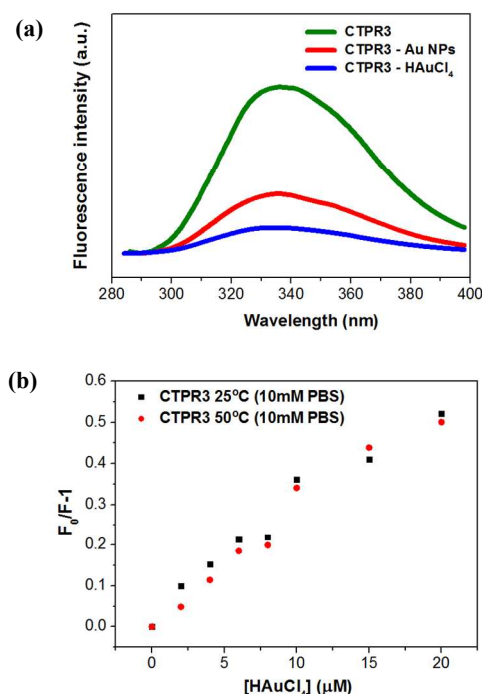 (a)
CTPR3
CTPR3 - Au NPs
CTPR3 - HAuCl₄
Fluorescence intensity (a.u.)
280 300 320 340 360 380 400
Wavelength (nm)
(b)
0.6
CTPR3 25°C (10mM PBS)
0.5
CTPR3 50°C (10mM PBS)
0.4
0.3
0.2
0.1
0.0
F₀/F-1
0 5 10 15 20
[HAuCl₄] (μM)